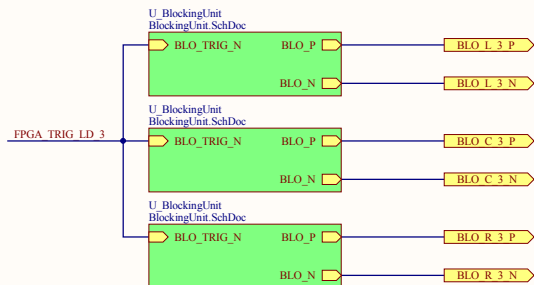 U_BlockingUnit
BlockingUnit.SchDoc
BLO_TRIG_N BLO_P BLO_L_3_P
BLO_N BLO_L_3_N
U_BlockingUnit
BlockingUnit.SchDoc
FPGA_TRIG_LD_3 BLO_TRIG_N BLO_P BLO_C_3_P
BLO_N BLO_C_3_N
U_BlockingUnit
BlockingUnit.SchDoc
BLO_TRIG_N BLO_P BLO_R_3_P
BLO_N BLO_R_3_N